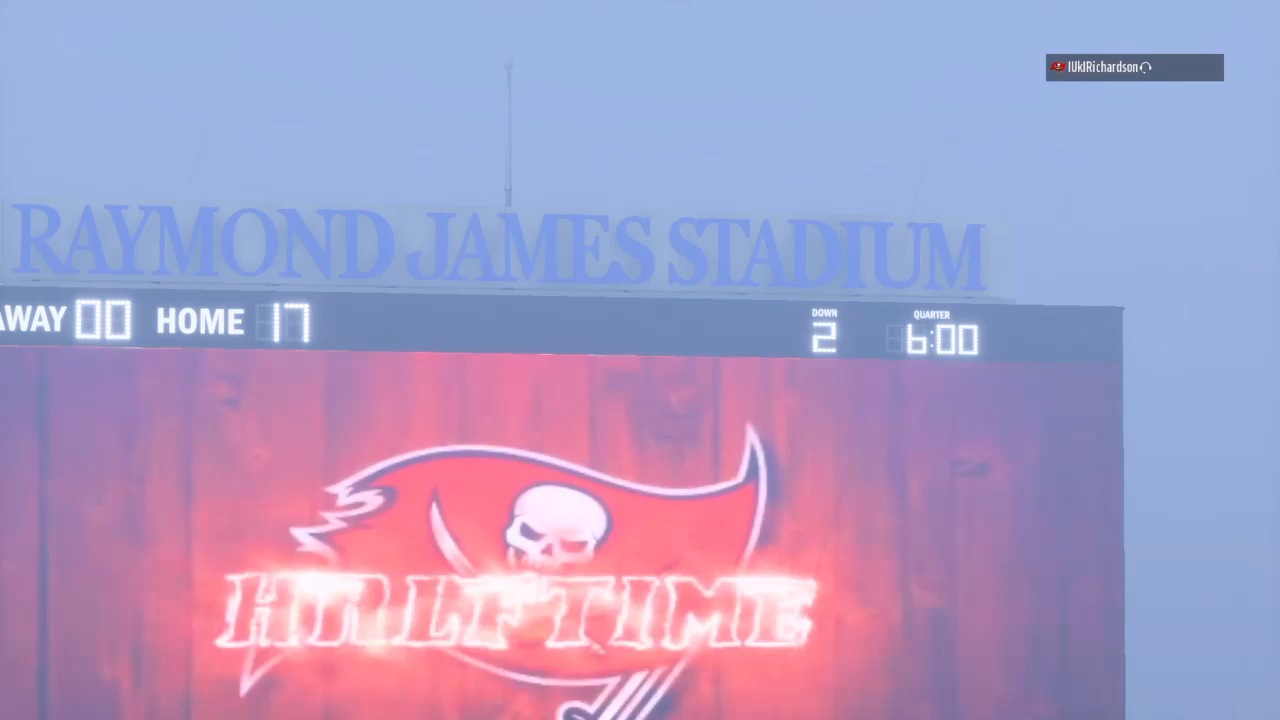 IUklRichardson
RAYMOND JAMES STADIUM
AWAY 00 HOME 17
DOWN
2
QUARTER
6:00
HALFTIME